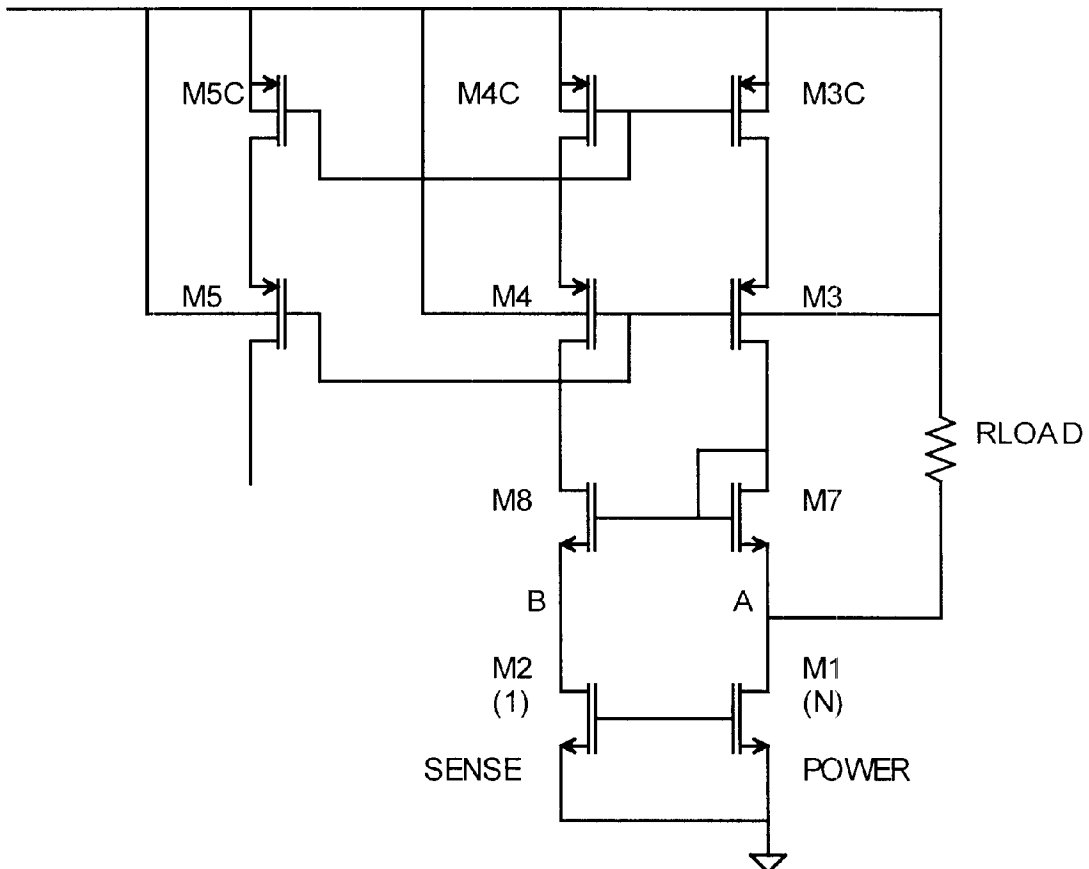 M5C M4C M3C
M5 M4 M3
RLOAD
M8 M7
B A
M2 M1
(1) (N)
SENSE POWER